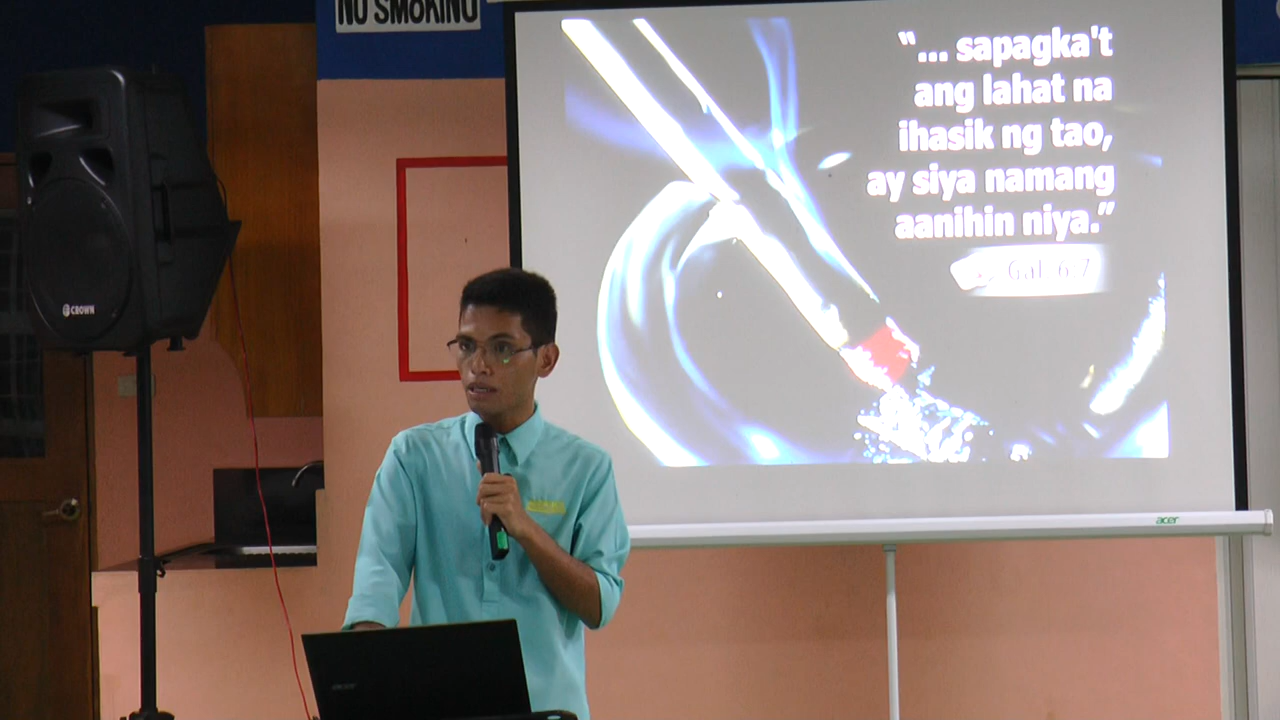 NO SMOKING
"... sapagka't
ang lahat na
ihasik ng tao,
ay siya namang
aanihin niya."
Gal. 6:7
CROWN
acer
acer